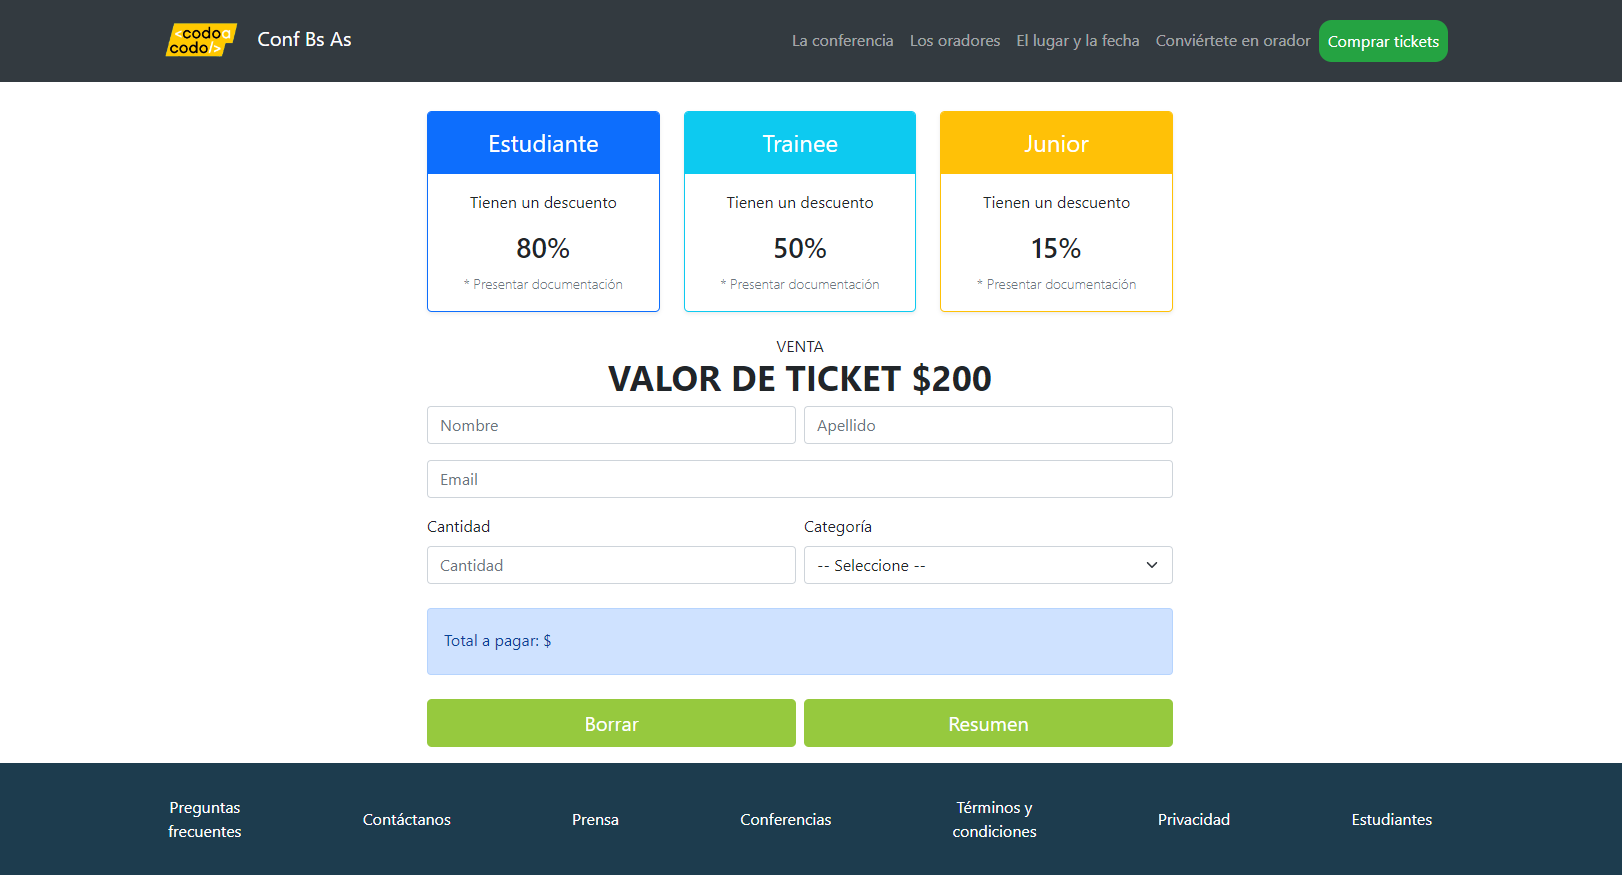 <codo a
codo/>
Conf Bs As
La conferencia
Los oradores
El lugar y la fecha
Conviértete en orador
Comprar tickets
Estudiante
Tienen un descuento
80%
* Presentar documentación
Trainee
Tienen un descuento
50%
* Presentar documentación
Junior
Tienen un descuento
15%
* Presentar documentación
VENTA
VALOR DE TICKET $200
Nombre
Apellido
Email
Cantidad
Categoría
Cantidad
-- Seleccione --
Total a pagar: $
Borrar
Resumen
Preguntas
frecuentes
Contáctanos
Prensa
Conferencias
Términos y
condiciones
Privacidad
Estudiantes